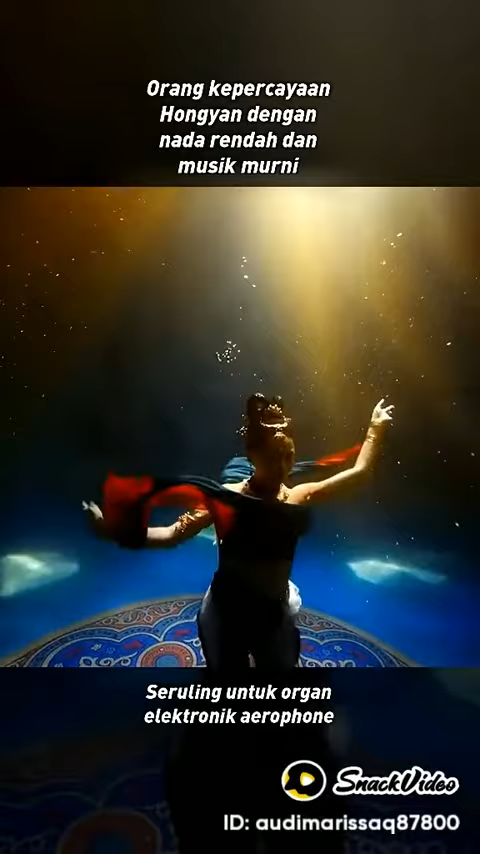 Orang kepercayaan
Hongyan dengan
nada rendah dan
musik murni
Seruling untuk organ
elektronik aerophone
SnackVideo
ID: audimarissaq87800